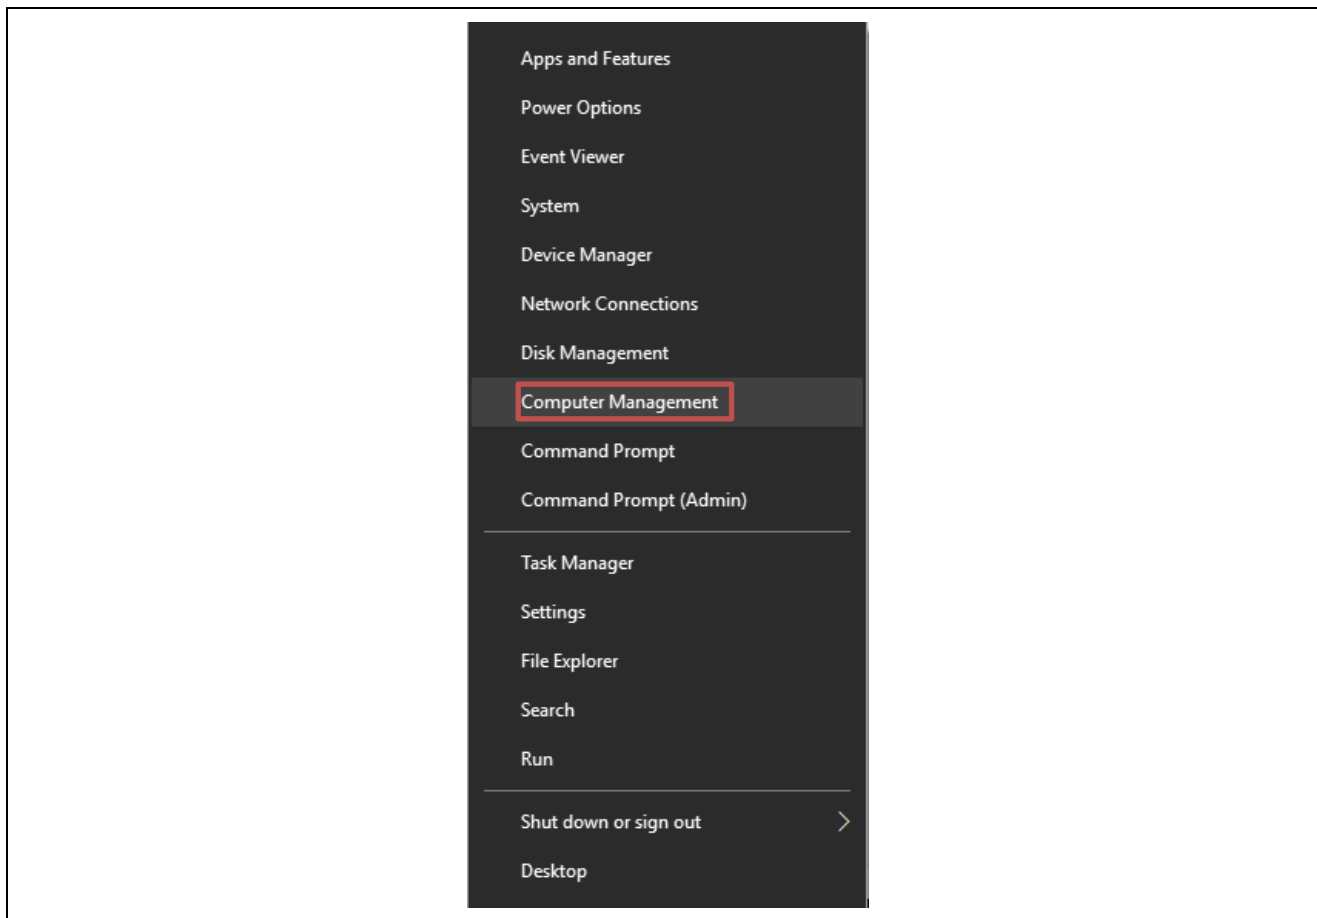 Apps and Features
Power Options
Event Viewer
System
Device Manager
Network Connections
Disk Management
Computer Management
Command Prompt
Command Prompt (Admin)
Task Manager
Settings
File Explorer
Search
Run
Shut down or sign out
Desktop